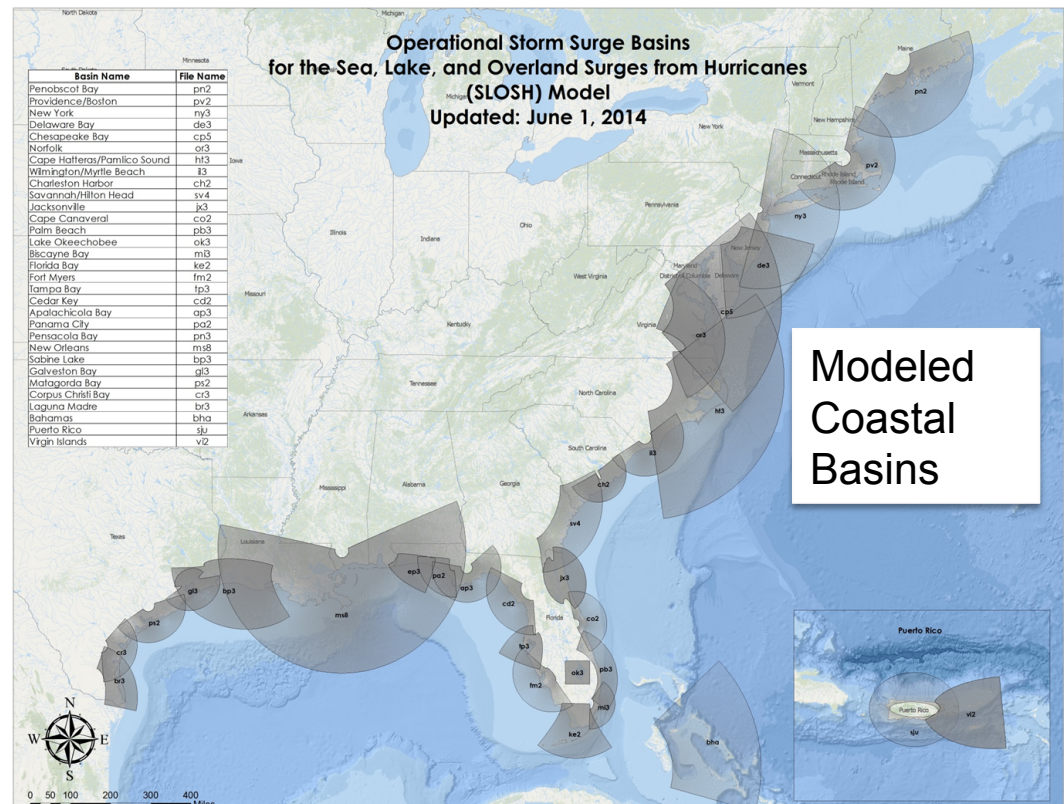 Operational Storm Surge Basins
for the Sea, Lake, and Overland Surges from Hurricanes
(SLOSH) Model
Updated: June 1, 2014
Basin Name File Name
Penobscot Bay pn2
Providence/Boston pv2
New York ny3
Delaware Bay de3
Chesapeake Bay cp5
Norfolk or3
Cape Hatteras/Pamlico Sound ht3
Wilmington/Myrtle Beach il3
Charleston Harbor ch2
Savannah/Hilton Head sv4
Jacksonville jx3
Cape Canaveral co2
Palm Beach pb3
Lake Okeechobee ok3
Biscayne Bay mi3
Florida Bay ke2
Fort Myers fm2
Tampa Bay tp3
Cedar Key cd2
Apalachicola Bay ap3
Panama City pa2
Pensacola Bay pn3
New Orleans ms8
Sabine Lake bp3
Galveston Bay gl3
Matagorda Bay ps2
Corpus Christi Bay cr3
Laguna Madre br3
Bahamas bha
Puerto Rico sju
Virgin Islands vi2
Modeled
Coastal
Basins
North Dakota
Minnesota
Michigan
Iowa
Illinois
Indiana
Ohio
Missouri
Kentucky
Tennessee
Arkansas
Mississippi
Alabama
Georgia
Louisiana
Texas
Florida
South Carolina
North Carolina
Virginia
West Virginia
Maryland
Delaware
New Jersey
Pennsylvania
New York
Connecticut
Rhode Island
Rhode Island
Massachusetts
New Hampshire
Vermont
Maine
pn2
pv2
ny3
de3
cp5
or3
ht3
il3
ch2
sv4
jx3
co2
pb3
ok3
mi3
ke2
fm2
tp3
cd2
ap3
pa2
ep3
ms8
bp3
gl3
ps2
cr3
br3
bha
Puerto Rico
Puerto Rico
sju
vi2
N
W E
S
0 50 100 200 300 400
Miles